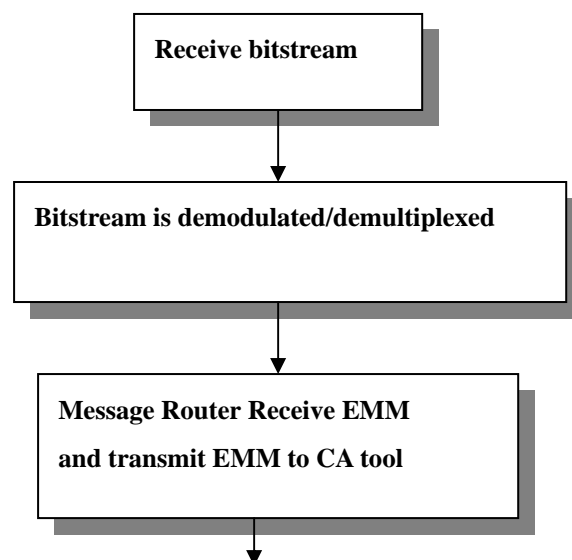 Receive bitstream
Bitstream is demodulated/demultiplexed
Message Router Receive EMM
and transmit EMM to CA tool